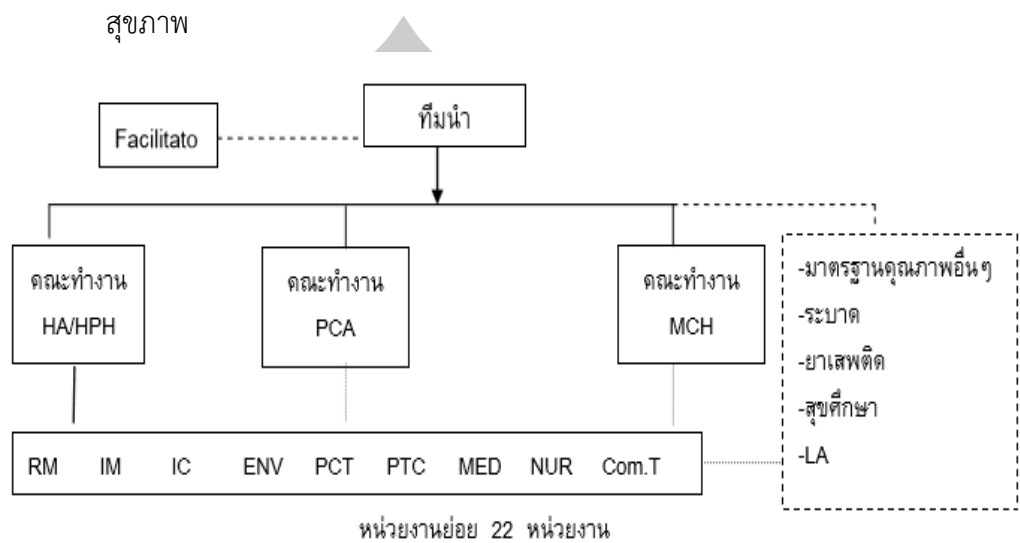 สุขภาพ
ทีมนำ
Facilitato
คณะทำงาน
HA/HPH
คณะทำงาน
PCA
คณะทำงาน
MCH
-มาตรฐานคุณภาพอื่นๆ
-ระบาด
-ยาเสพติด
-สุขศึกษา
-LA
RM IM IC ENV PCT PTC MED NUR Com.T
หน่วยงานย่อย 22 หน่วยงาน